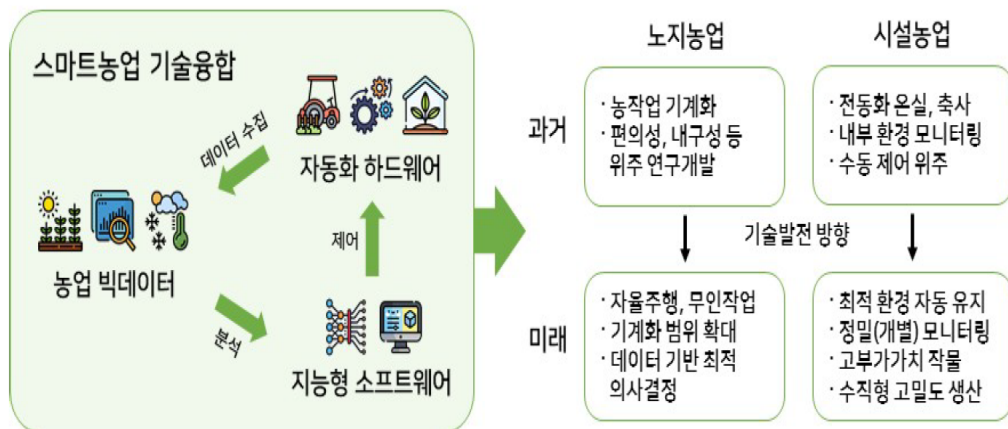 스마트농업 기술융합
자동화 하드웨어
데이터 수집
농업 빅데이터
제어
분석
지능형 소프트웨어
노지농업
시설농업
과거
· 농작업 기계화
· 편의성, 내구성 등
위주 연구개발
· 전동화 온실, 축사
· 내부 환경 모니터링
· 수동 제어 위주
기술발전 방향
미래
· 자율주행, 무인작업
· 기계화 범위 확대
· 데이터 기반 최적
의사결정
· 최적 환경 자동 유지
· 정밀(개별) 모니터링
· 고부가가치 작물
· 수직형 고밀도 생산